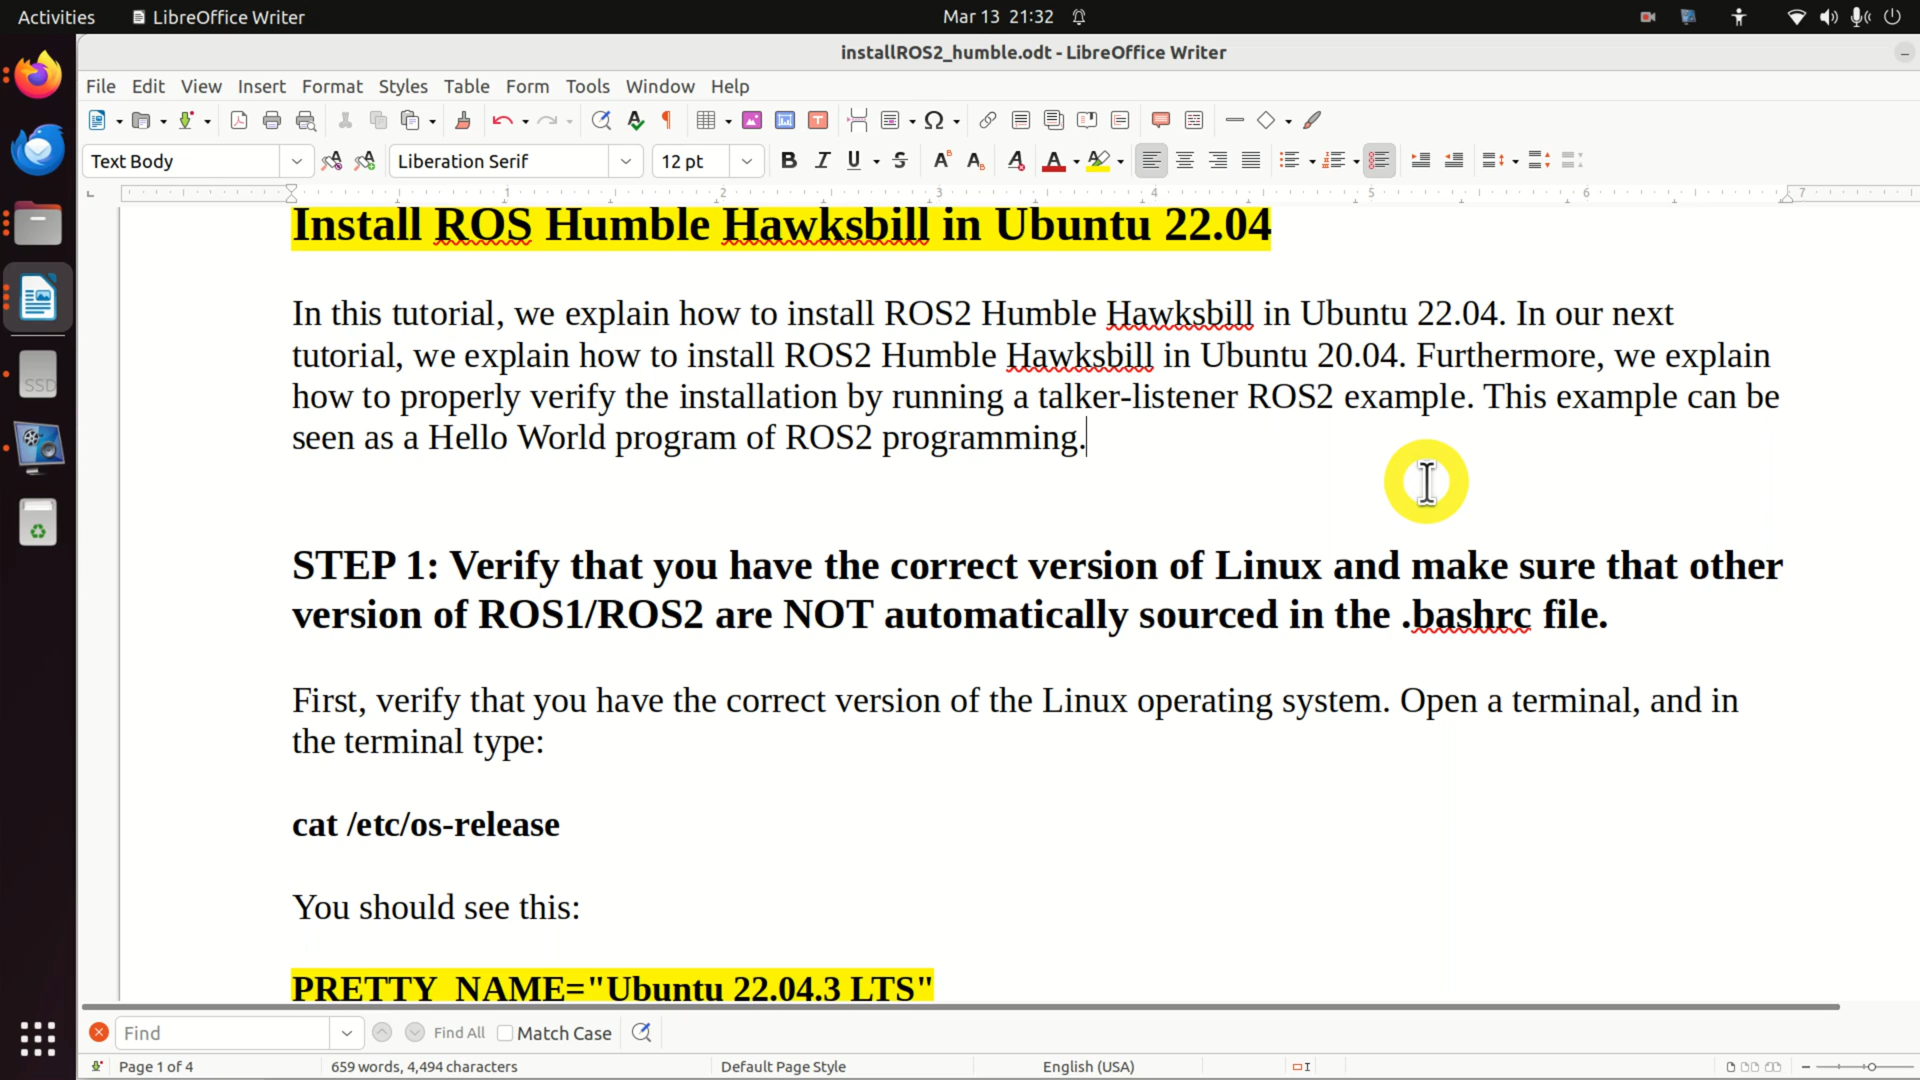 Activities LibreOffice Writer Mar 13 21:32
installROS2_humble.odt - LibreOffice Writer
File Edit View Insert Format Styles Table Tools Form Window Help
Text Body Liberation Serif 12 pt
1 2 3 4 5 6 7
Install ROS Humble Hawksbill in Ubuntu 22.04
In this tutorial, we explain how to install ROS2 Humble Hawksbill in Ubuntu 22.04. In our next
tutorial, we explain how to install ROS2 Humble Hawksbill in Ubuntu 20.04. Furthermore, we explain
how to properly verify the installation by running a talker-listener ROS2 example. This example can be
seen as a Hello World program of ROS2 programming.
STEP 1: Verify that you have the correct version of Linux and make sure that other
version of ROS1/ROS2 are NOT automatically sourced in the .bashrc file.
First, verify that you have the correct version of the Linux operating system. Open a terminal, and in
the terminal type:
cat /etc/os-release
You should see this:
PRETTY_NAME="Ubuntu 22.04.3 LTS"
SSD
Find Find All Match Case
Page 1 of 4 659 words, 4,494 characters Default Page Style English (USA)